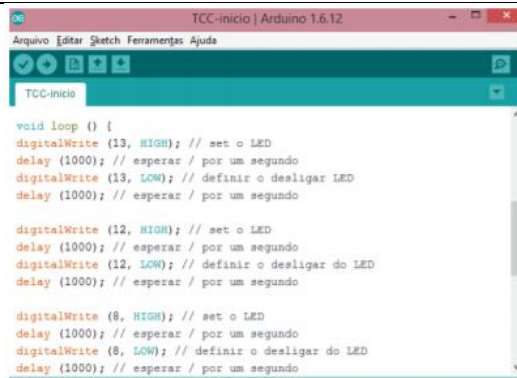 TCC-inicio | Arduino 1.6.12
Arquivo Editar Sketch Ferramentas Ajuda
TCC-inicio
void loop () {
digitalWrite (13, HIGH); // set o LED
delay (1000); // esperar / por um segundo
digitalWrite (13, LOW); // definir o desligar LED
delay (1000); // esperar / por um segundo
digitalWrite (12, HIGH); // set o LED
delay (1000); // esperar / por um segundo
digitalWrite (12, LOW); // definir o desligar do LED
delay (1000); // esperar / por um segundo
digitalWrite (8, HIGH); // set o LED
delay (1000); // esperar / por um segundo
digitalWrite (8, LOW); // definir o desligar do LED
delay (1000); // esperar / por um segundo